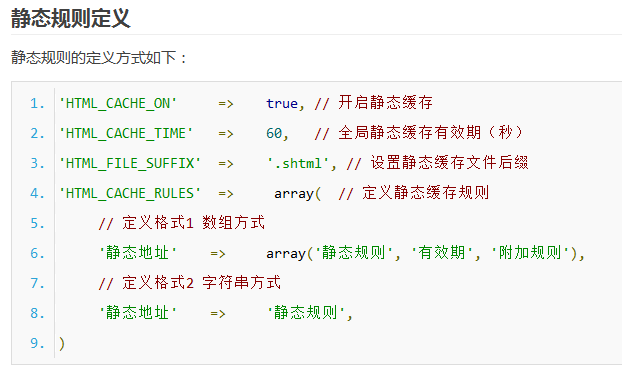 静态规则定义
静态规则的定义方式如下：
1. 'HTML_CACHE_ON'     =>    true, // 开启静态缓存
2. 'HTML_CACHE_TIME'   =>    60,   // 全局静态缓存有效期（秒）
3. 'HTML_FILE_SUFFIX'  =>    '.shtml', // 设置静态缓存文件后缀
4. 'HTML_CACHE_RULES'  =>     array(  // 定义静态缓存规则
5.      // 定义格式1 数组方式
6.      '静态地址'    =>     array('静态规则', '有效期', '附加规则'),
7.      // 定义格式2 字符串方式
8.      '静态地址'    =>     '静态规则',
9. )